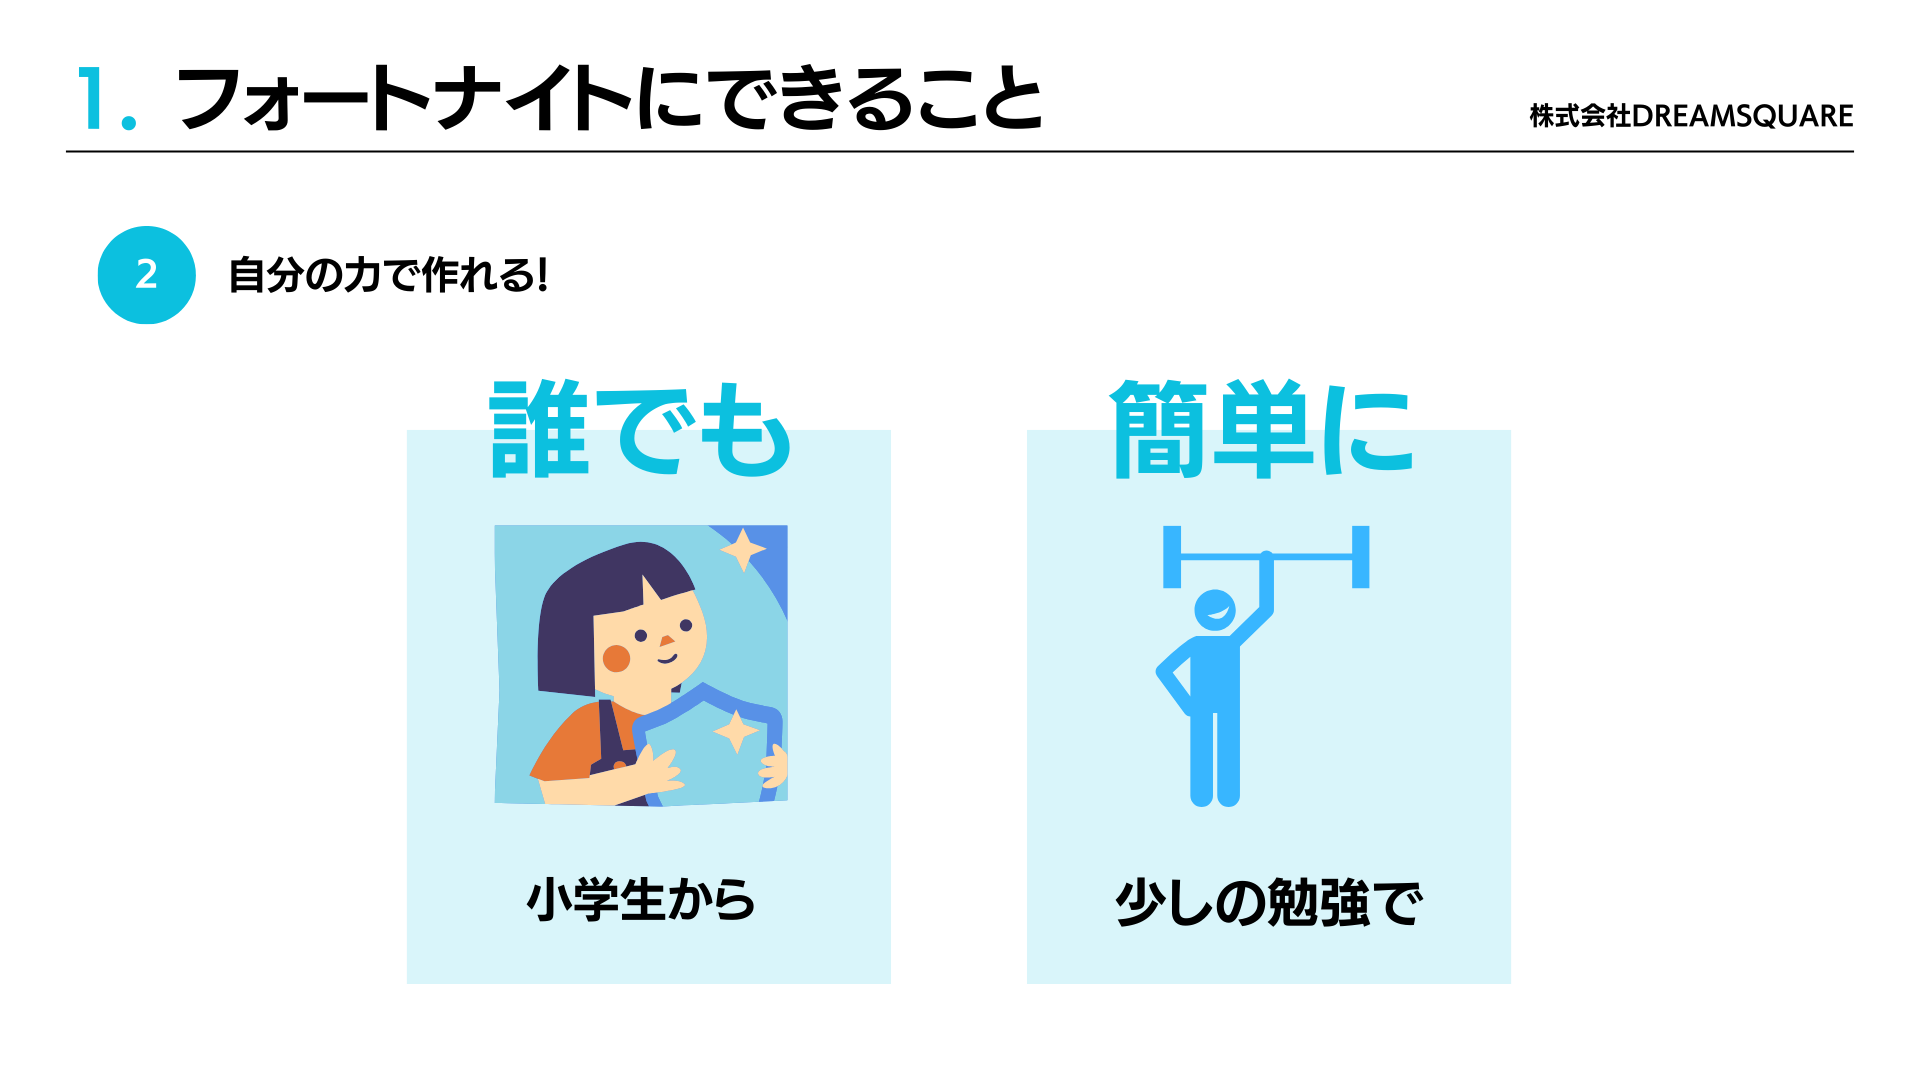 1. フォートナイトにできること
株式会社DREAMSQUARE
2 自分の力で作れる!
誰でも
小学生から
簡単に
少しの勉強で